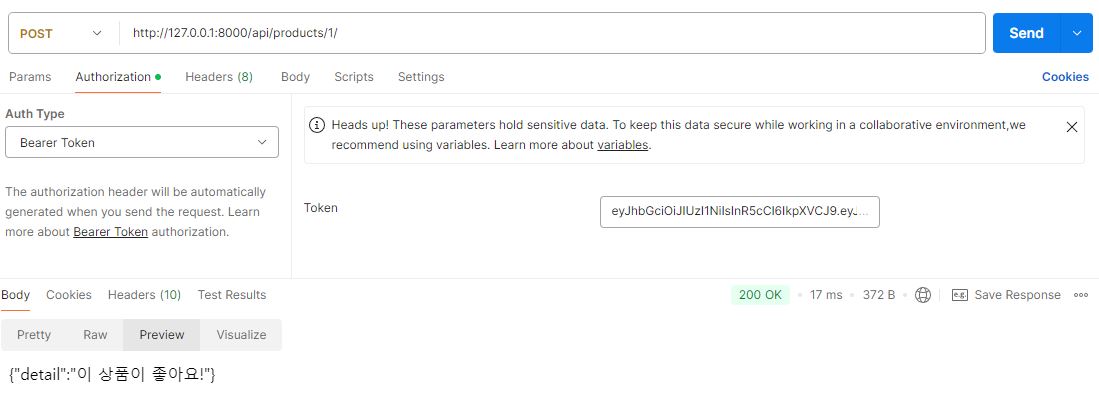 POST http://127.0.0.1:8000/api/products/1/ Send
Params Authorization Headers (8) Body Scripts Settings Cookies
Auth Type
Bearer Token
The authorization header will be automatically
generated when you send the request. Learn
more about Bearer Token authorization.
Heads up! These parameters hold sensitive data. To keep this data secure while working in a collaborative environment,we
recommend using variables. Learn more about variables.
Token eyJhbGciOiJIUzI1NiIsInR5cCI6IkpXVCJ9.eyJ...
Body Cookies Headers (10) Test Results 200 OK 17 ms 372 B e.g. Save Response
Pretty Raw Preview Visualize
{"detail":"이 상품이 좋아요!"}